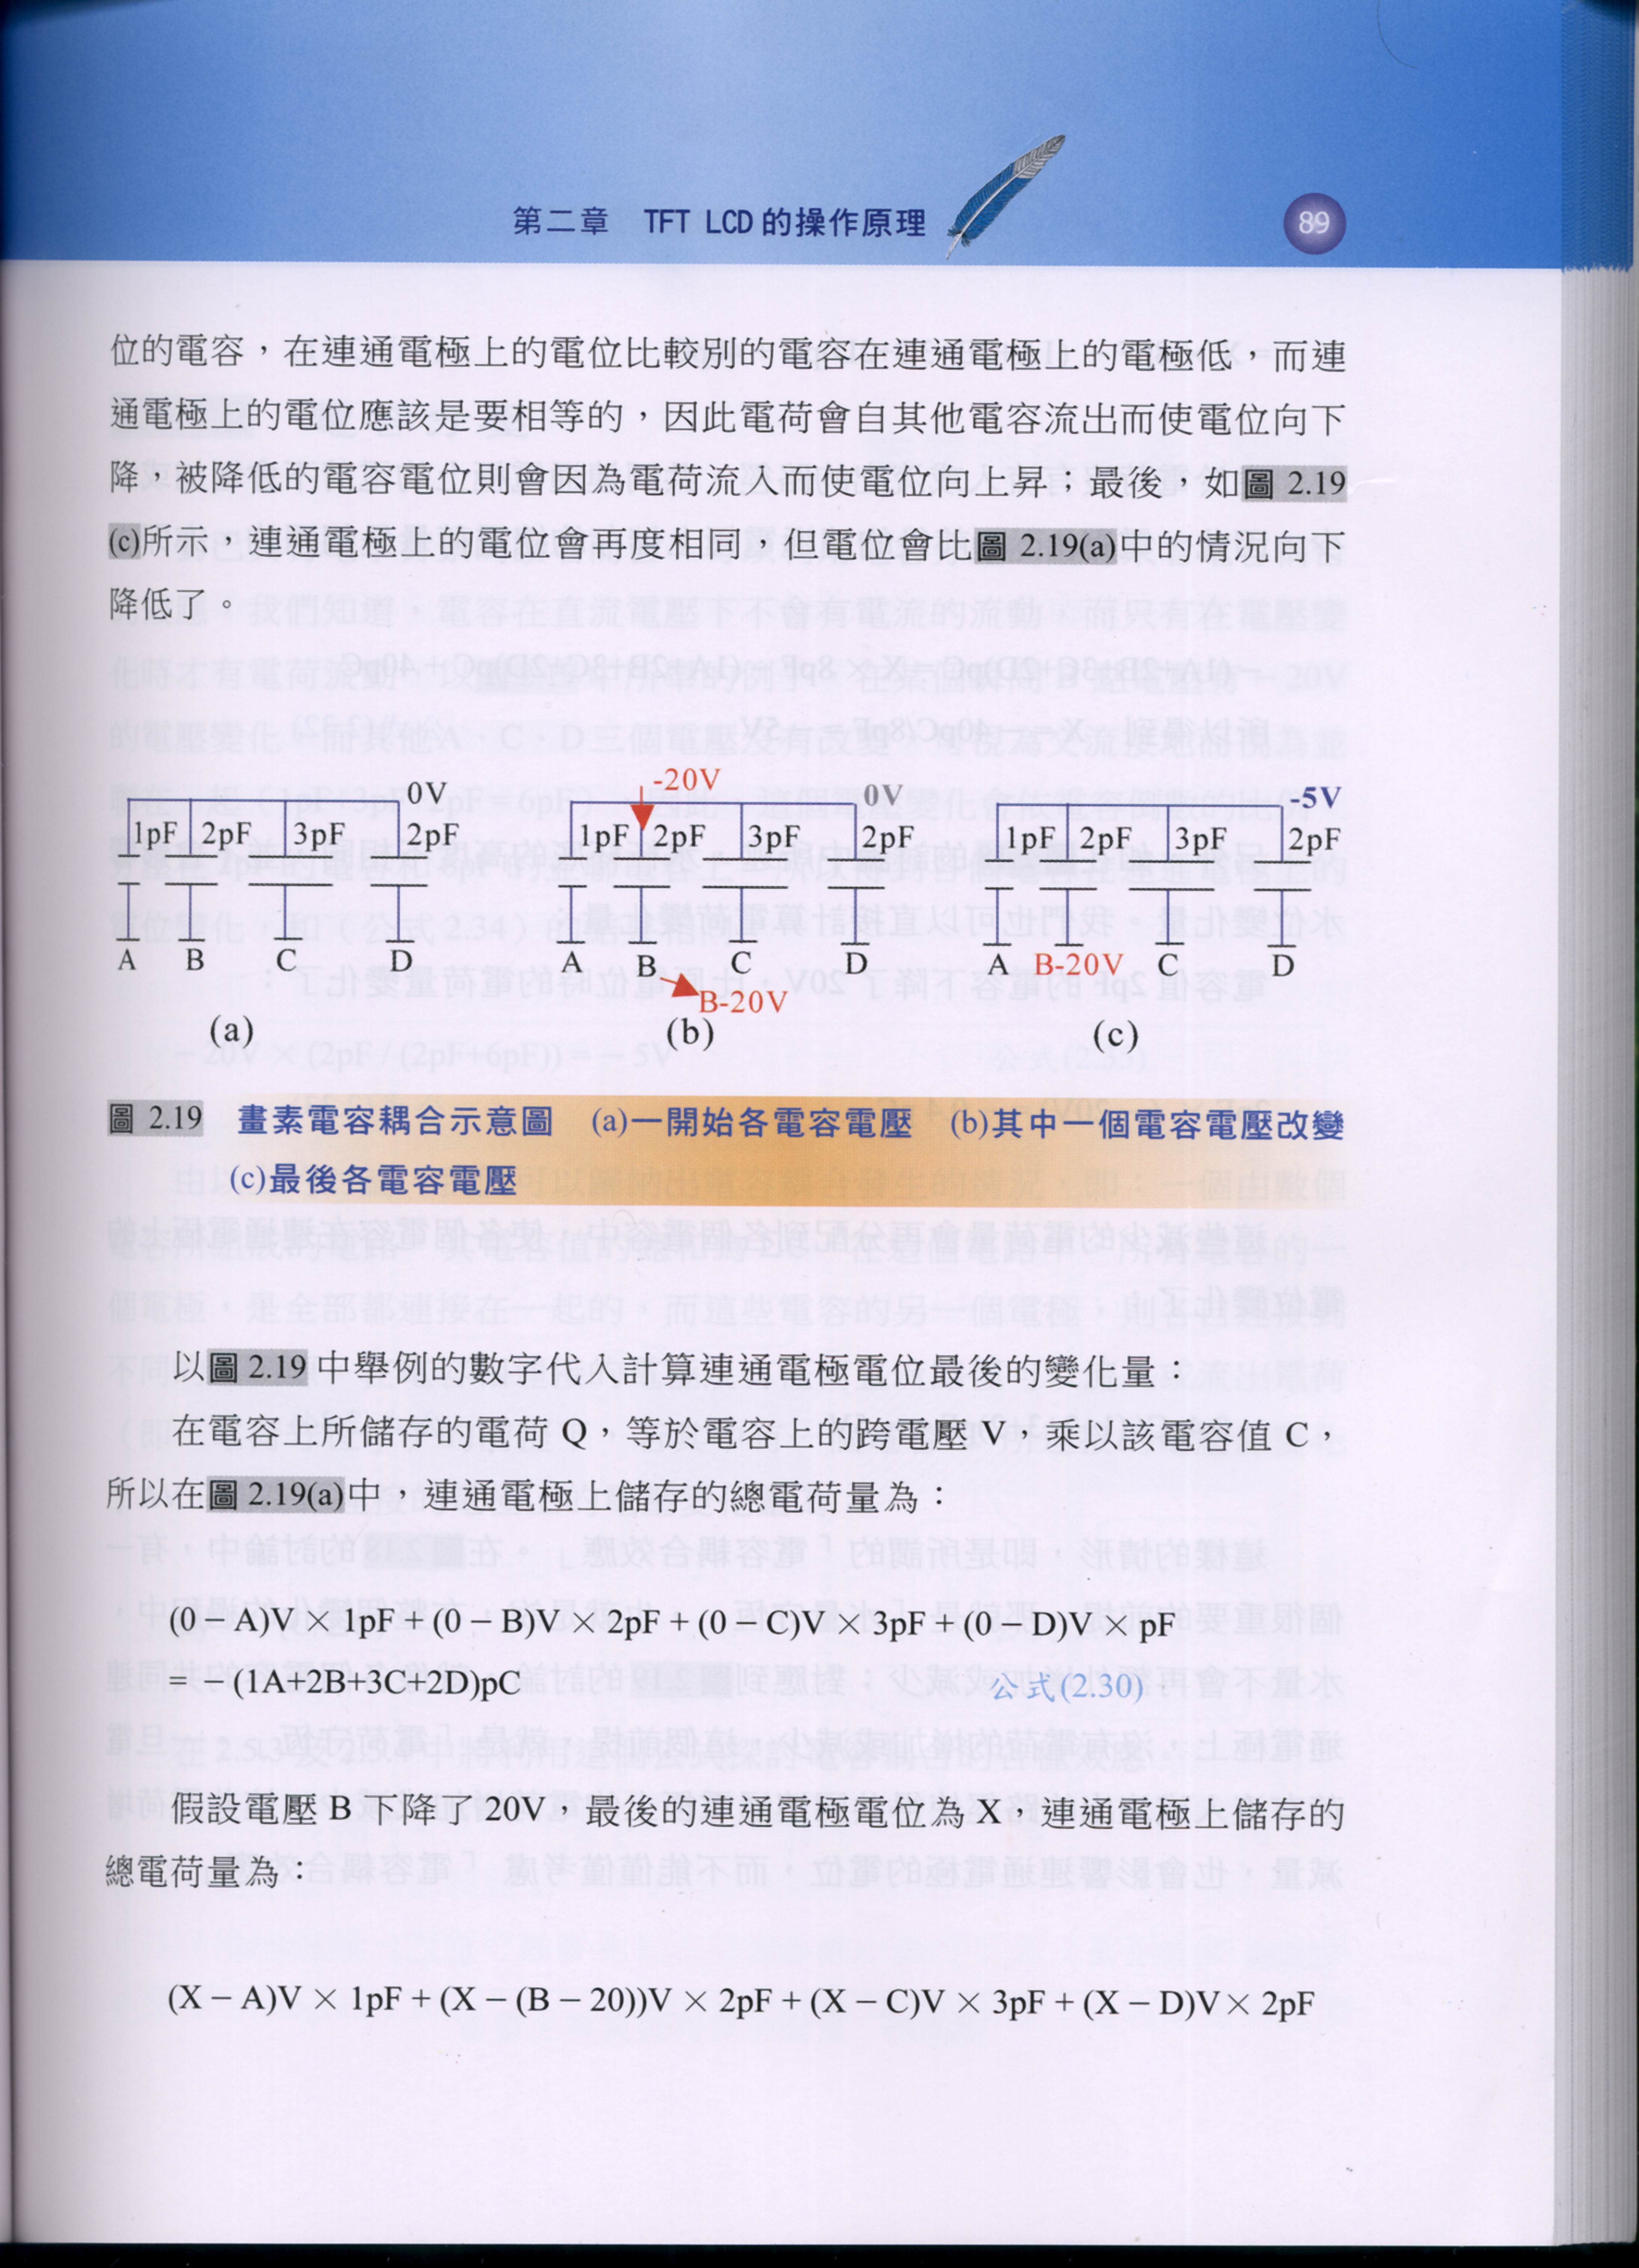 第二章 TFT LCD的操作原理
89
位的電容，在連通電極上的電位比較別的電容在連通電極上的電極低，而連
通電極上的電位應該是要相等的，因此電荷會自其他電容流出而使電位向下
降，被降低的電容電位則會因為電荷流入而使電位向上昇，最後，如圖 2.19
(c)所示，連通電極上的電位會再度相同，但電位會比圖 2.19(a)中的情況向下
降低了。
0V
1pF 2pF 3pF 2pF
A B C D
(a)
-20V
0V
1pF 2pF 3pF 2pF
A B C D
B-20V
(b)
-5V
1pF 2pF 3pF 2pF
A B-20V C D
(c)
圖 2.19 畫素電容耦合示意圖 (a)一開始各電容電壓 (b)其中一個電容電壓改變
(c)最後各電容電壓
以圖 2.19 中舉例的數字代入計算連通電極電位最後的變化量：
在電容上所儲存的電荷 Q，等於電容上的跨電壓 V，乘以該電容值 C，
所以在圖 2.19(a)中，連通電極上儲存的總電荷量為：
(0 − A)V × 1pF + (0 − B)V × 2pF + (0 − C)V × 3pF + (0 − D)V × pF
= − (1A+2B+3C+2D)pC 公式(2.30)
假設電壓 B 下降了 20V，最後的連通電極電位為 X，連通電極上儲存的
總電荷量為：
(X − A)V × 1pF + (X − (B − 20))V × 2pF + (X − C)V × 3pF + (X − D)V × 2pF